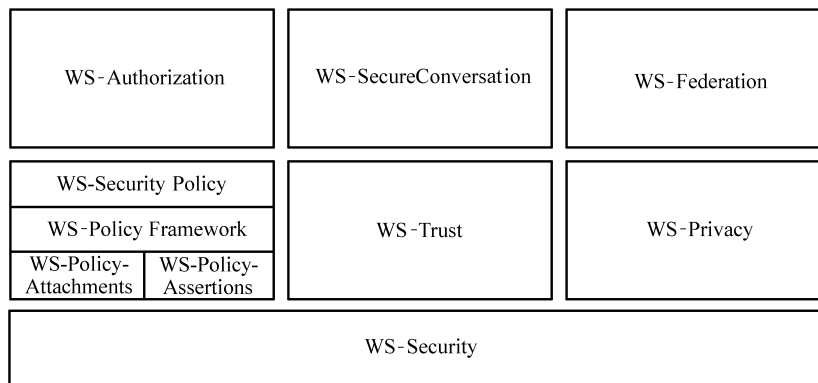 WS-Authorization
WS-SecureConversation
WS-Federation
WS-Security Policy
WS-Policy Framework
WS-Policy-
Attachments
WS-Policy-
Assertions
WS-Trust
WS-Privacy
WS-Security